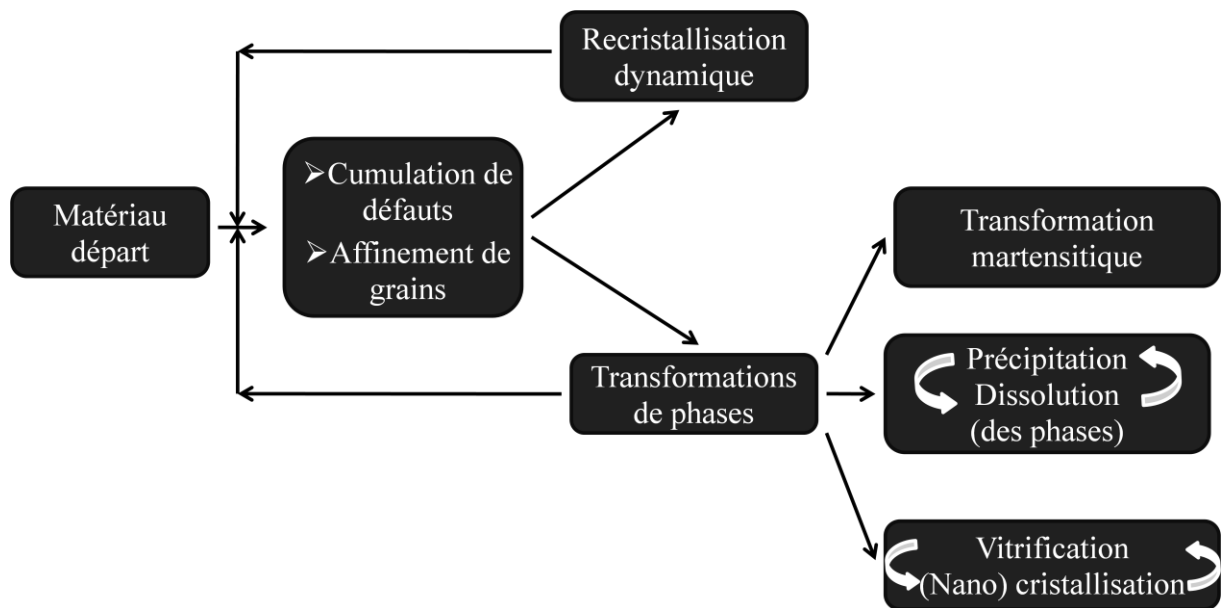 Recristallisation
dynamique
Matériau
départ
➢Cumulation de
défauts
➢Affinement de
grains
Transformation
martensitique
Transformations
de phases
Précipitation
Dissolution
(des phases)
Vitrification
(Nano) cristallisation